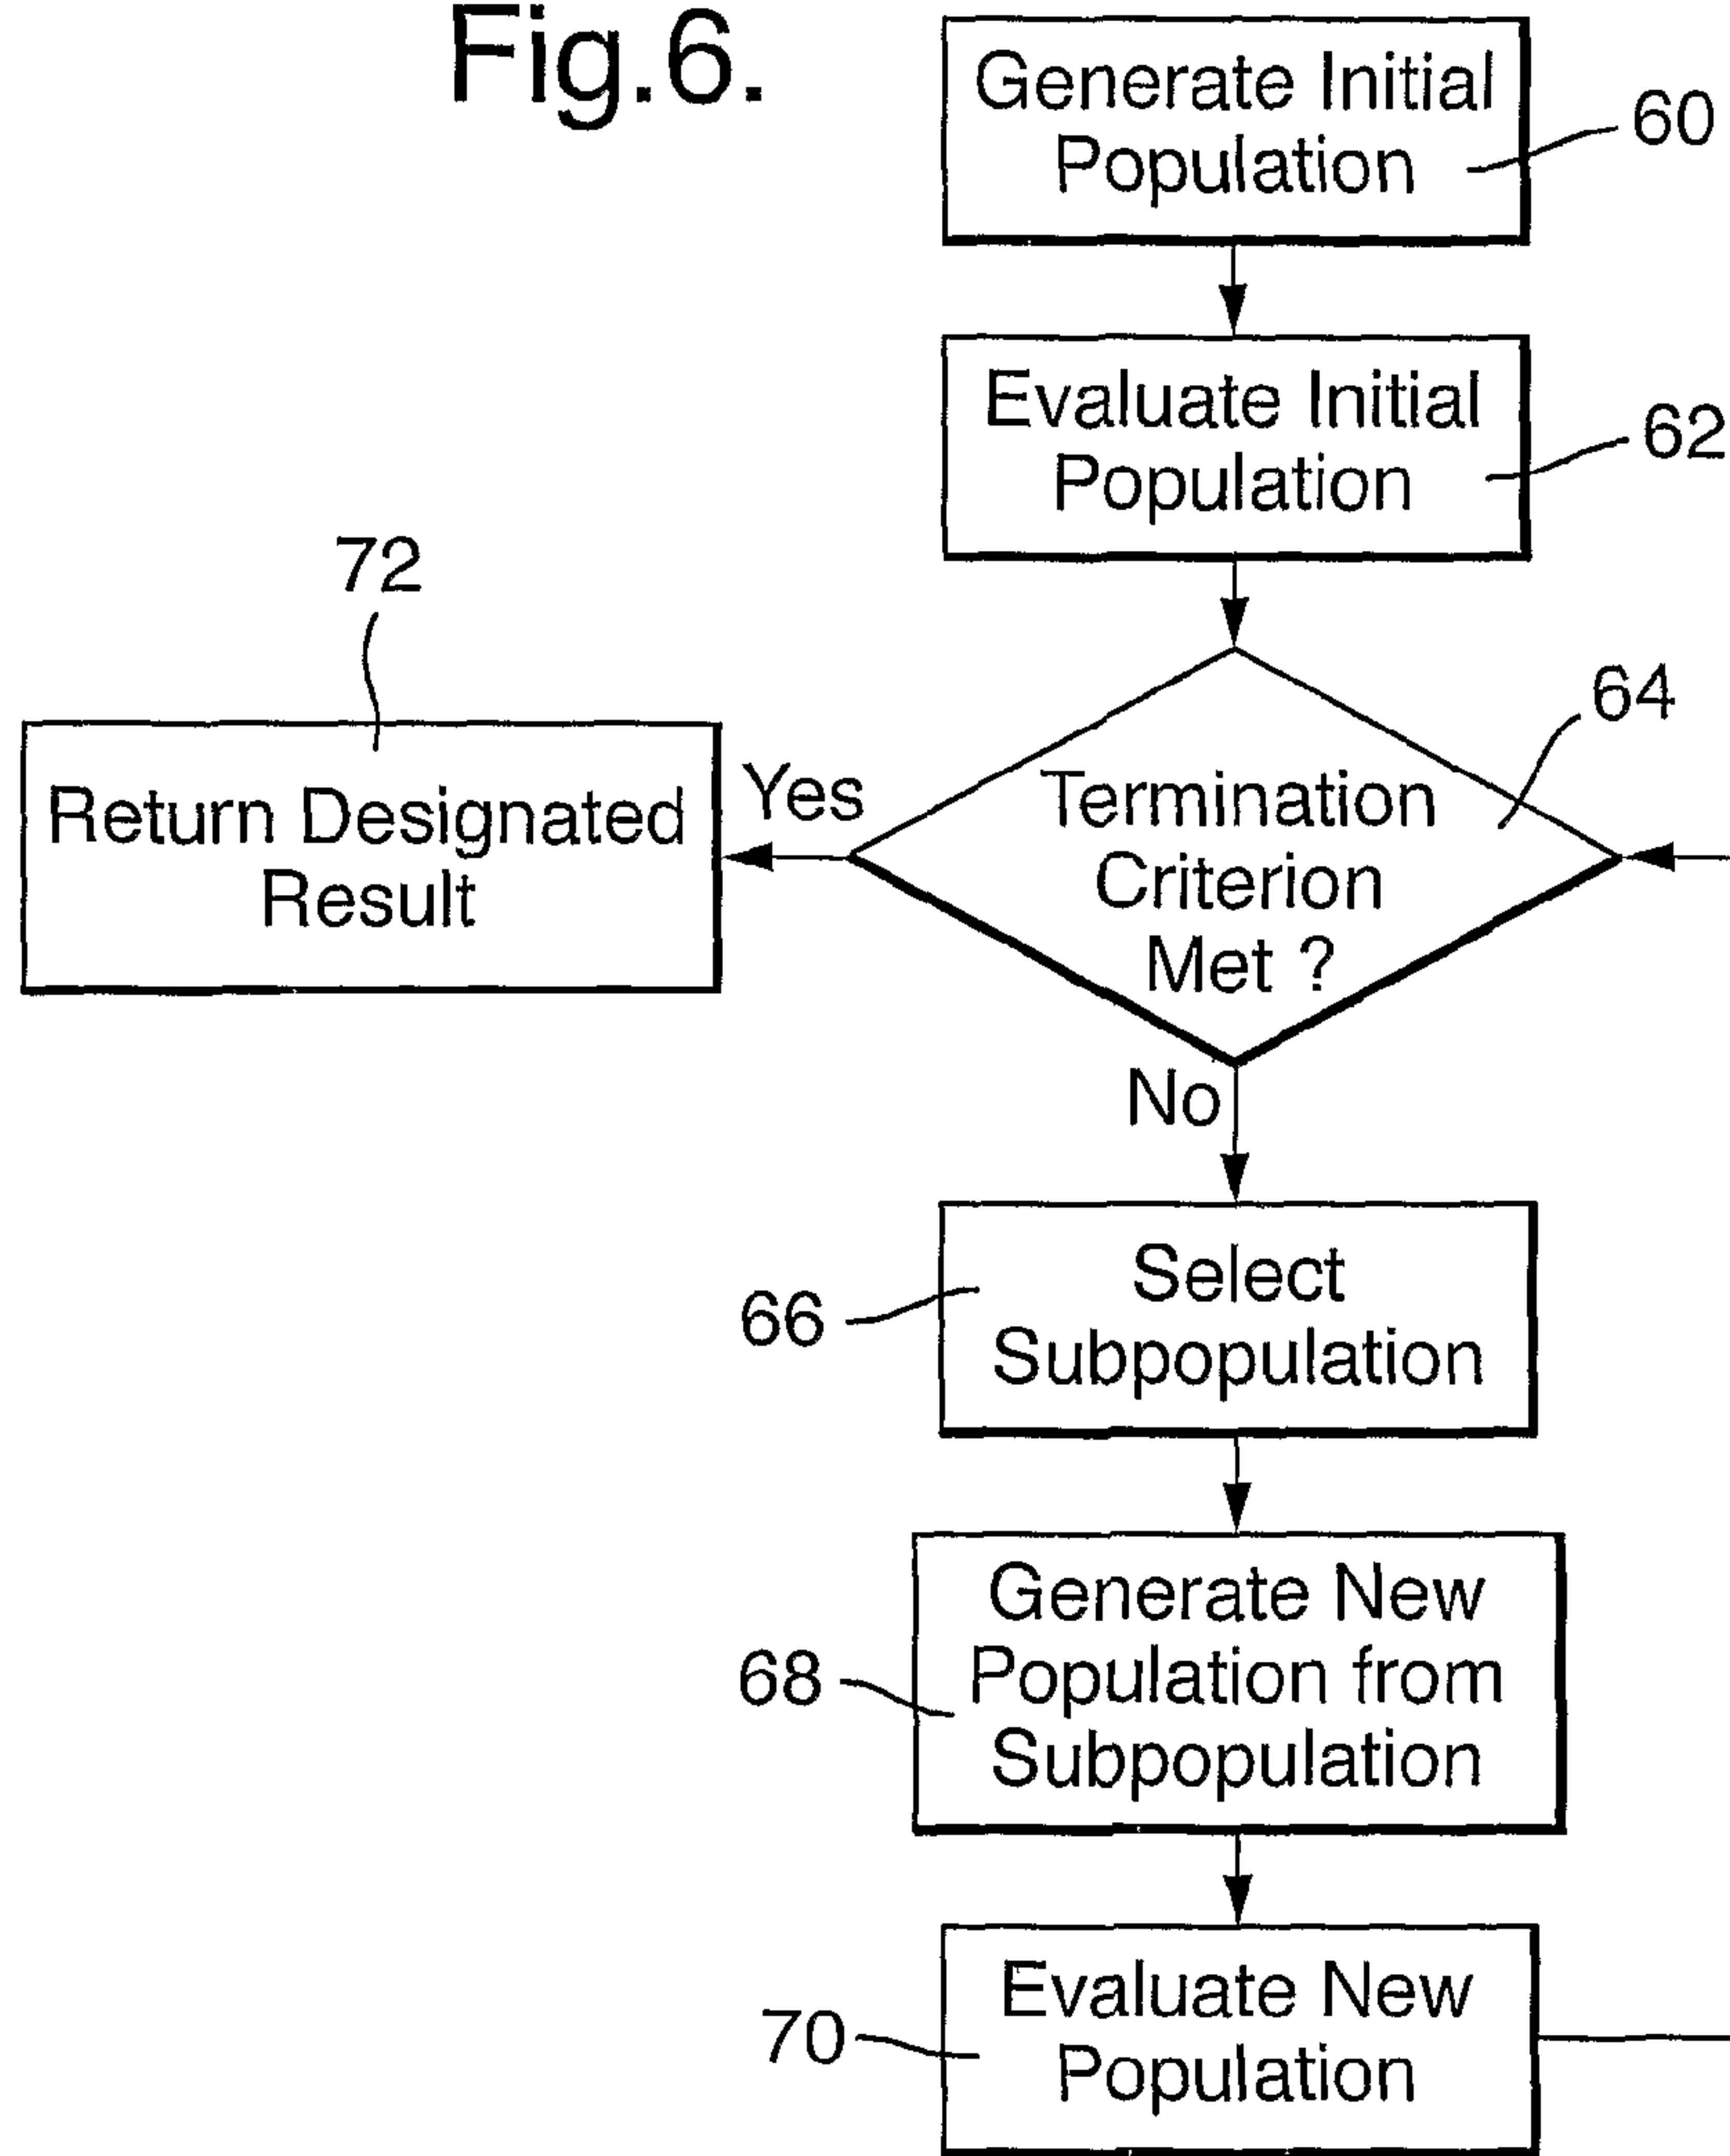 Fig.6.
Generate Initial
Population
60
Evaluate Initial
Population
62
72
64
Return Designated
Result
Yes
Termination
Criterion
Met ?
No
66
Select
Subpopulation
68
Generate New
Population from
Subpopulation
70
Evaluate New
Population